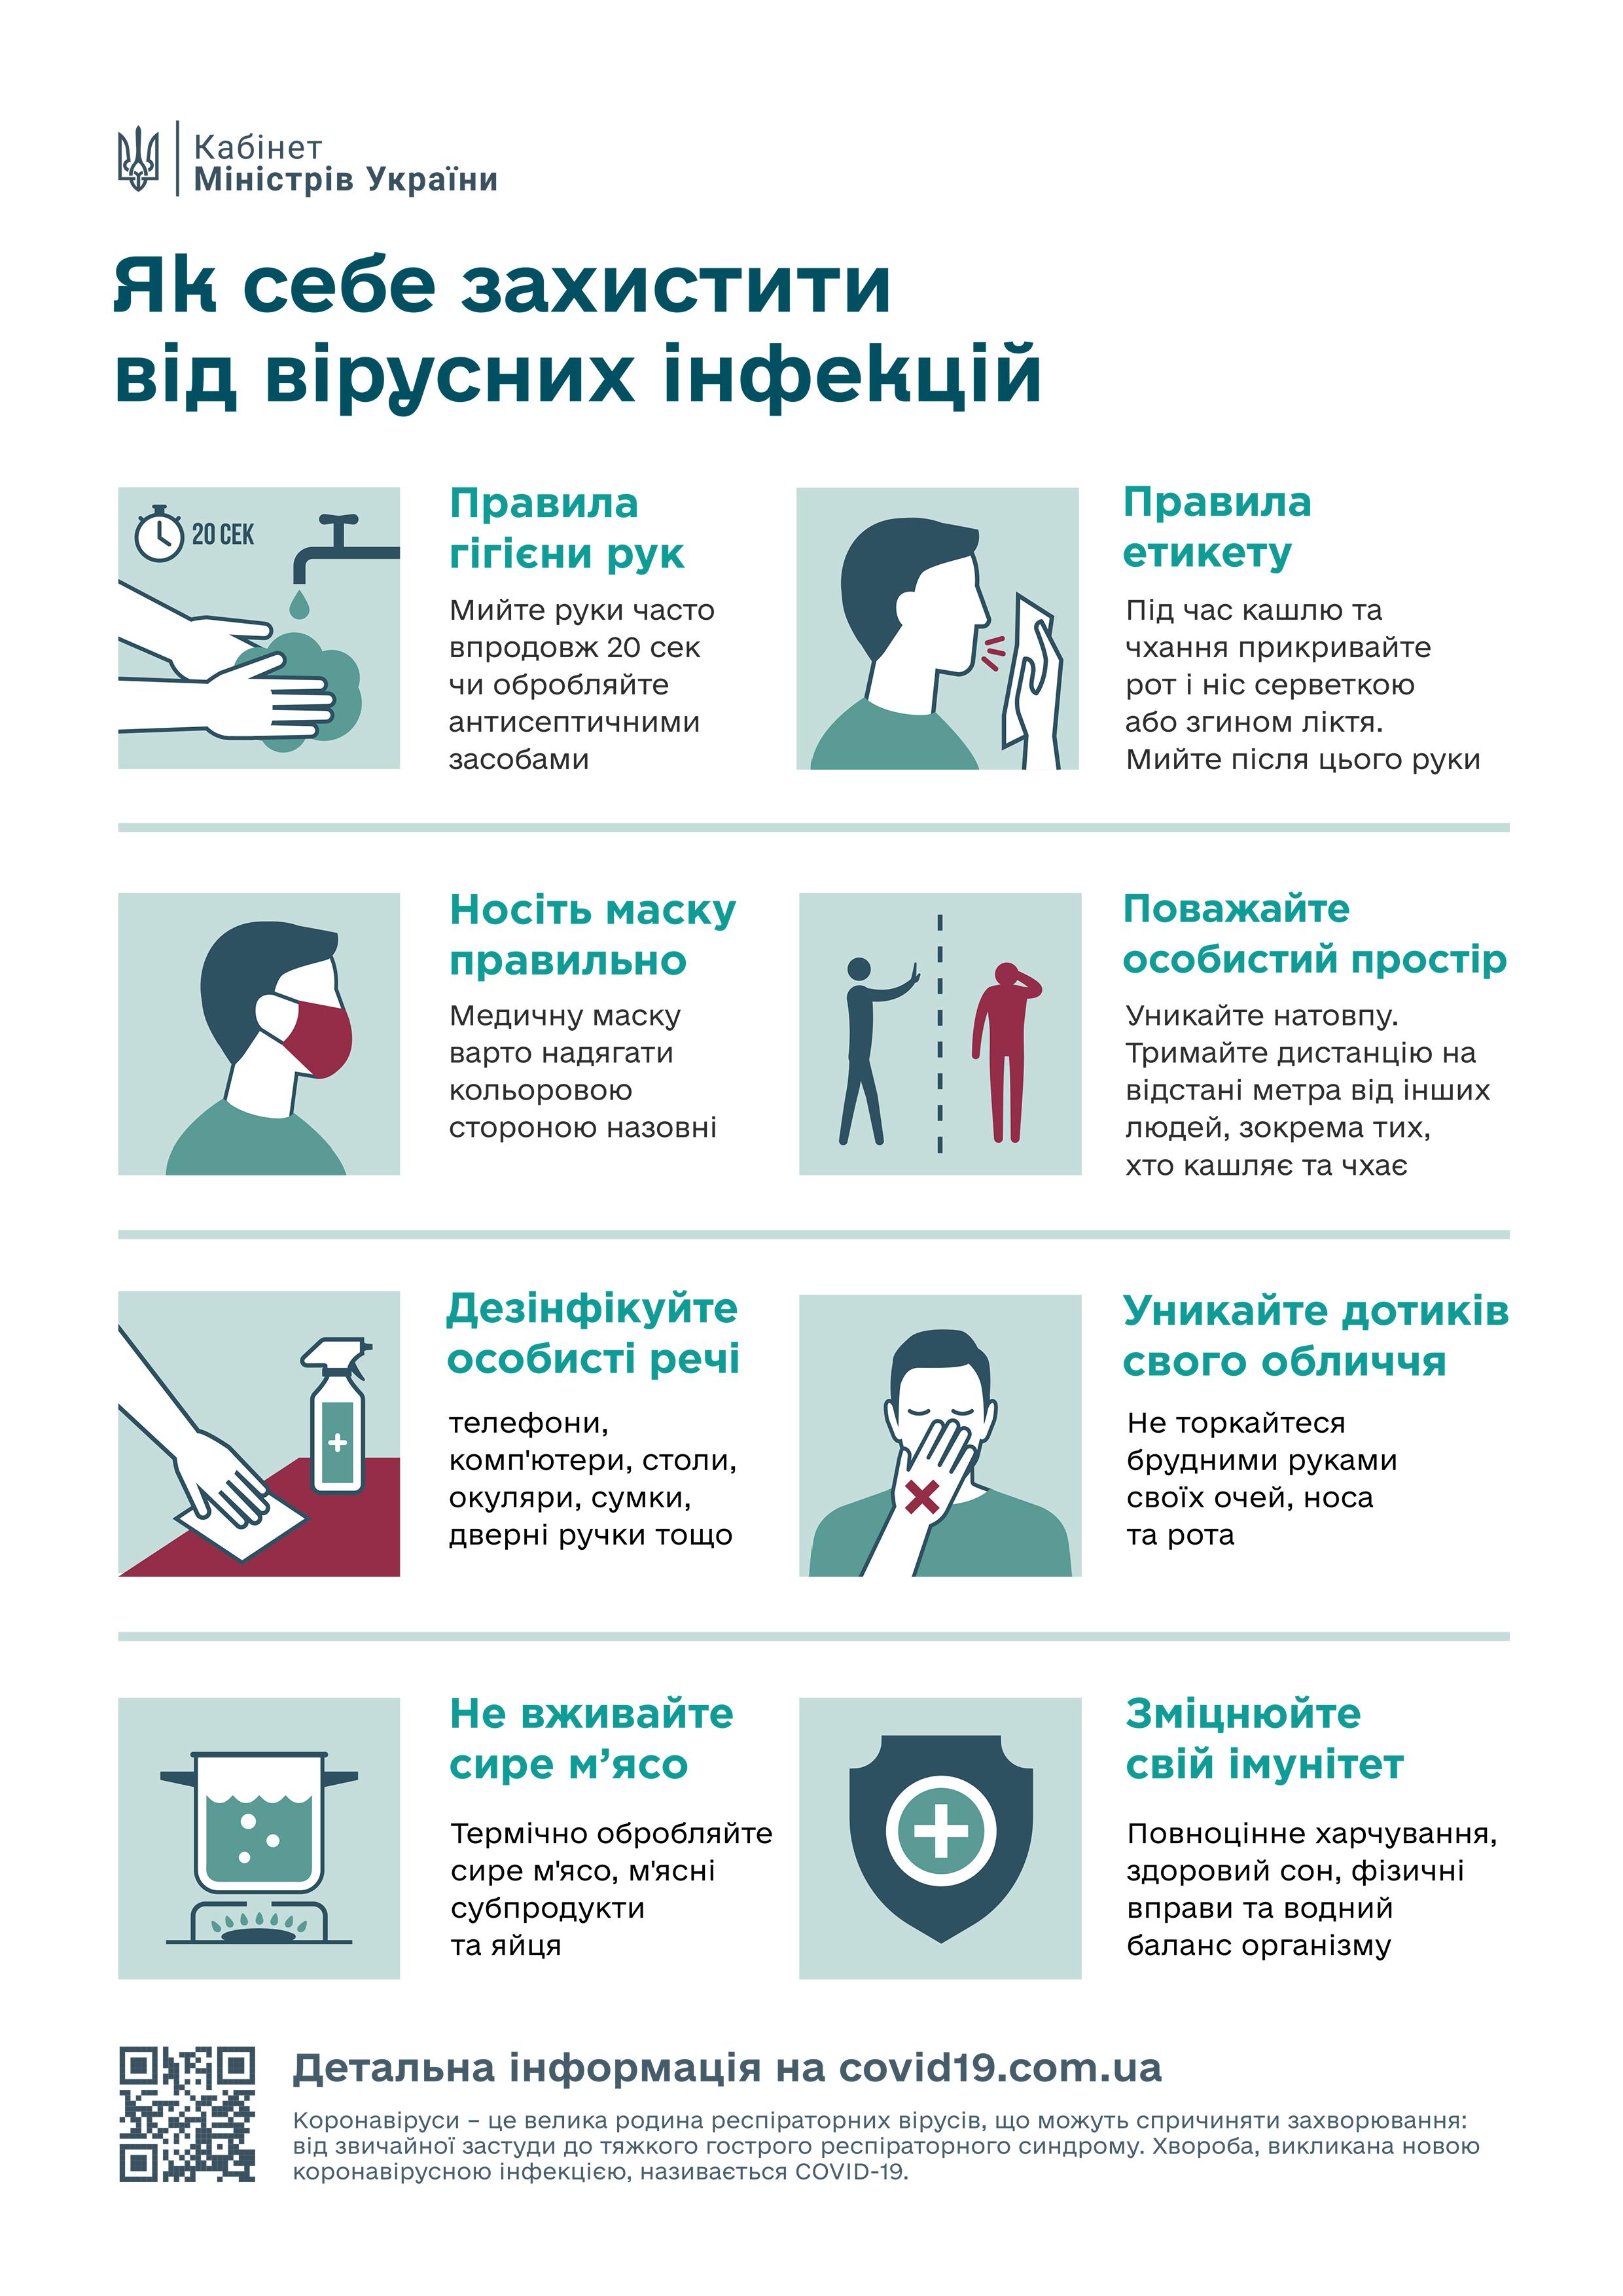 Кабінет
Міністрів України
Як себе захистити
від вірусних інфекцій
20 СЕК
Правила
гігієни рук
Мийте руки часто
впродовж 20 сек
чи обробляйте
антисептичними
засобами
Правила
етикету
Під час кашлю та
чхання прикривайте
рот і ніс серветкою
або згином ліктя.
Мийте після цього руки
Носіть маску
правильно
Медичну маску
варто надягати
кольоровою
стороною назовні
Поважайте
особистий простір
Уникайте натовпу.
Тримайте дистанцію на
відстані метра від інших
людей, зокрема тих,
хто кашляє та чхає
Дезінфікуйте
особисті речі
телефони,
комп'ютери, столи,
окуляри, сумки,
дверні ручки тощо
Уникайте дотиків
свого обличчя
Не торкайтеся
брудними руками
своїх очей, носа
та рота
Не вживайте
сире м’ясо
Термічно обробляйте
сире м'ясо, м'ясні
субпродукти
та яйця
Зміцнюйте
свій імунітет
Повноцінне харчування,
здоровий сон, фізичні
вправи та водний
баланс організму
Детальна інформація на covid19.com.ua
Коронавіруси – це велика родина респіраторних вірусів, що можуть спричиняти захворювання:
від звичайної застуди до тяжкого гострого респіраторного синдрому. Хвороба, викликана новою
коронавірусною інфекцією, називається COVID-19.